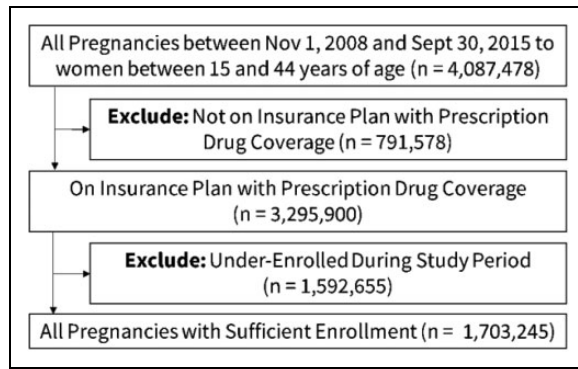 All Pregnancies between Nov 1, 2008 and Sept 30, 2015 to
women between 15 and 44 years of age (n = 4,087,478)
Exclude: Not on Insurance Plan with Prescription
Drug Coverage (n = 791,578)
On Insurance Plan with Prescription Drug Coverage
(n = 3,295,900)
Exclude: Under-Enrolled During Study Period
(n = 1,592,655)
All Pregnancies with Sufficient Enrollment (n = 1,703,245)